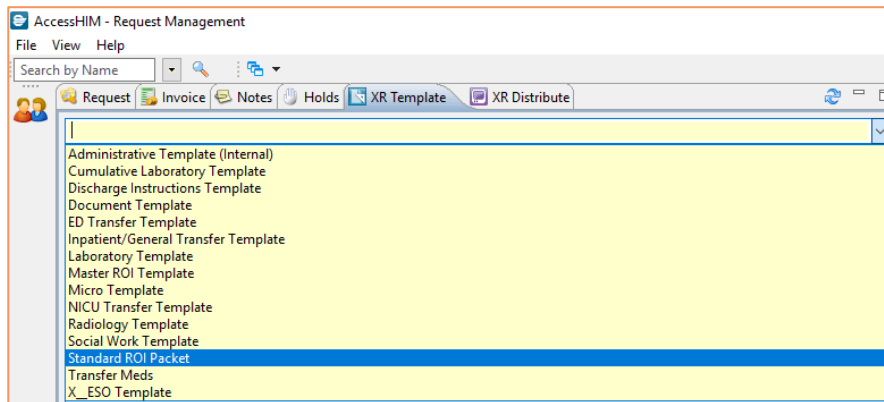 AccessHIM - Request Management
File View Help
Search by Name
Request Invoice Notes Holds XR Template XR Distribute
Administrative Template (Internal)
Cumulative Laboratory Template
Discharge Instructions Template
Document Template
ED Transfer Template
Inpatient/General Transfer Template
Laboratory Template
Master ROI Template
Micro Template
NICU Transfer Template
Radiology Template
Social Work Template
Standard ROI Packet
Transfer Meds
X__ESO Template